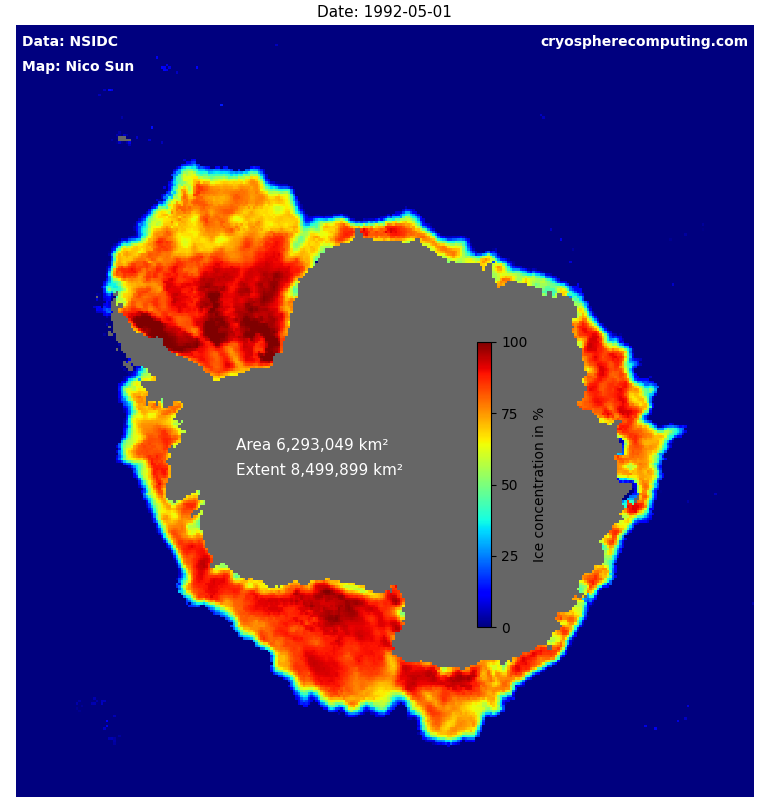 Date: 1992-05-01
Data: NSIDC
cryospherecomputing.com
Map: Nico Sun
100
75
50
25
0
Ice concentration in %
Area 6,293,049 km²
Extent 8,499,899 km²